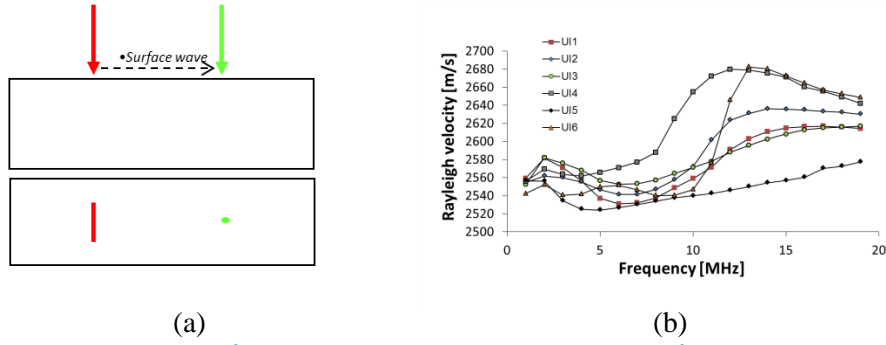 •Surface wave
(a)
UI1
UI2
UI3
UI4
UI5
UI6
Rayleigh velocity [m/s]
2700
2680
2660
2640
2620
2600
2580
2560
2540
2520
2500
0 5 10 15 20
Frequency [MHz]
(b)